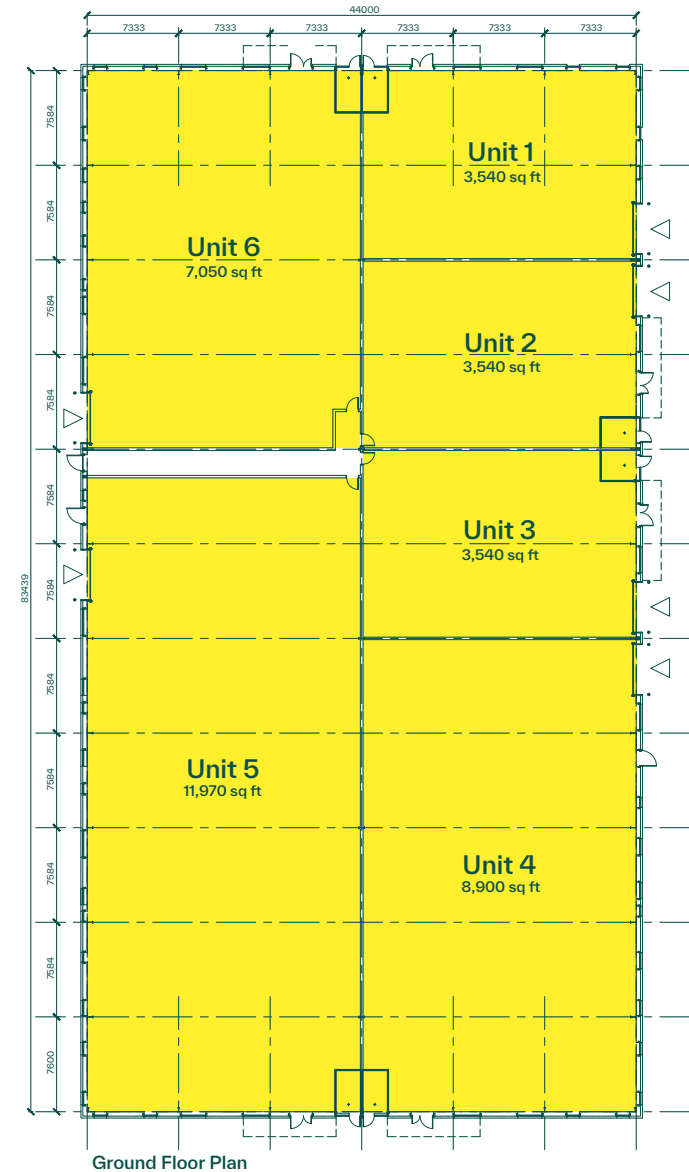 44000
7333
7333
7333
7333
7333
7333
7584
7584
7584
7584
7584
7584
7584
7584
7584
7584
7600
83439
Unit 1
3,540 sq ft
Unit 6
7,050 sq ft
Unit 2
3,540 sq ft
Unit 3
3,540 sq ft
Unit 5
11,970 sq ft
Unit 4
8,900 sq ft
Ground Floor Plan